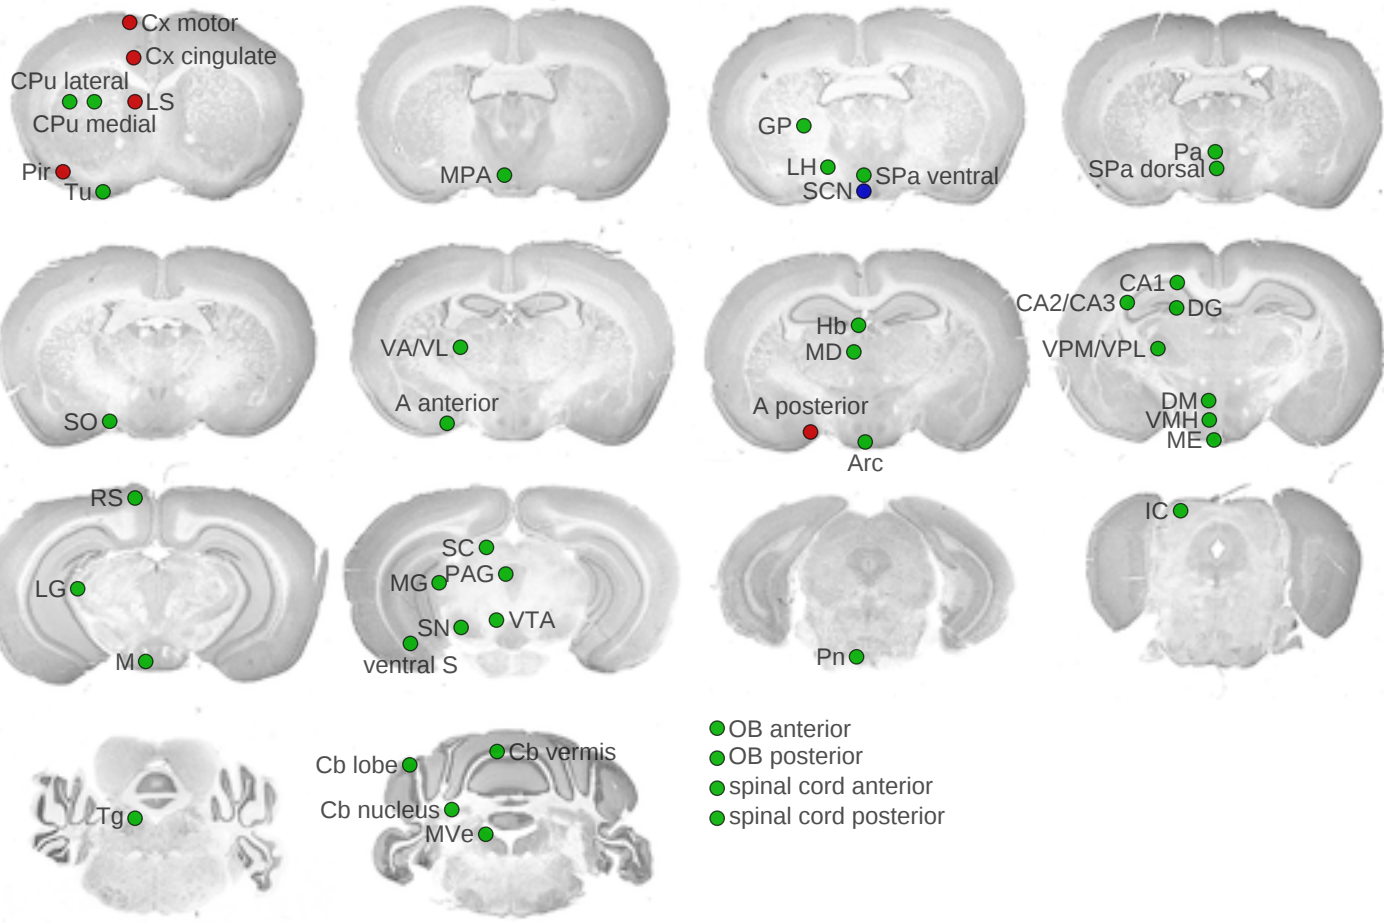 Cx motor
Cx cingulate
CPu lateral
LS
CPu medial
Pir
Tu
MPA
GP
LH
SPa ventral
SCN
Pa
SPa dorsal
SO
VA/VL
A anterior
Hb
MD
A posterior
Arc
CA1
CA2/CA3
DG
VPM/VPL
DM
VMH
ME
RS
LG
M
SC
MG
PAG
SN
VTA
ventral S
Pn
IC
Tg
Cb lobe
Cb vermis
Cb nucleus
MVe
OB anterior
OB posterior
spinal cord anterior
spinal cord posterior